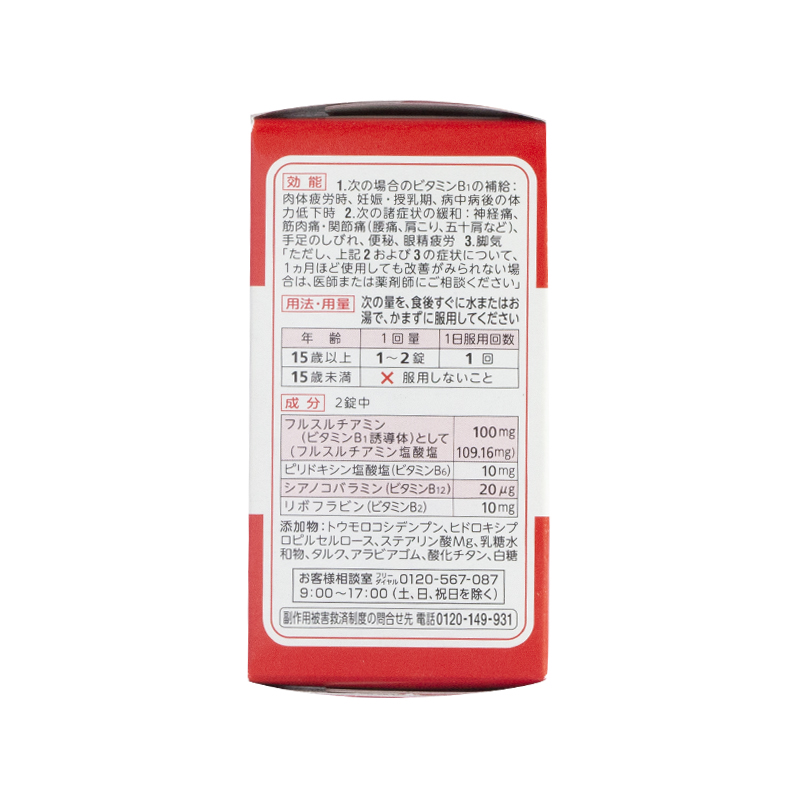 効能 1.次の場合のビタミンB1の補給：
肉体疲労時、妊娠・授乳期、病中病後の体
力低下時 2.次の諸症状の緩和：神経痛、
筋肉痛・関節痛(腰痛、肩こり、五十肩など)、
手足のしびれ、便秘、眼精疲労 3.脚気
「ただし、上記2および3の症状について、
1ヵ月ほど使用しても改善がみられない場
合は、医師または薬剤師にご相談ください」
用法・用量 次の量を、食後すぐに水またはお
湯で、かまずに服用してください
年齢 1回量 1日服用回数
15歳以上 1〜2錠 1回
15歳未満 ✕ 服用しないこと
成分 2錠中
フルスルチアミン
(ビタミンB1誘導体)として 100mg
(フルスルチアミン塩酸塩 109.16mg)
ピリドキシン塩酸塩(ビタミンB6) 10mg
シアノコバラミン(ビタミンB12) 20μg
リボフラビン(ビタミンB2) 10mg
添加物：トウモロコシデンプン、ヒドロキシプ
ロピルセルロース、ステアリン酸Mg、乳糖水
和物、タルク、アラビアゴム、酸化チタン、白糖
お客様相談室 フリーダイヤル 0120-567-087
9：00〜17：00(土、日、祝日を除く)
副作用被害救済制度の問合せ先 電話0120-149-931